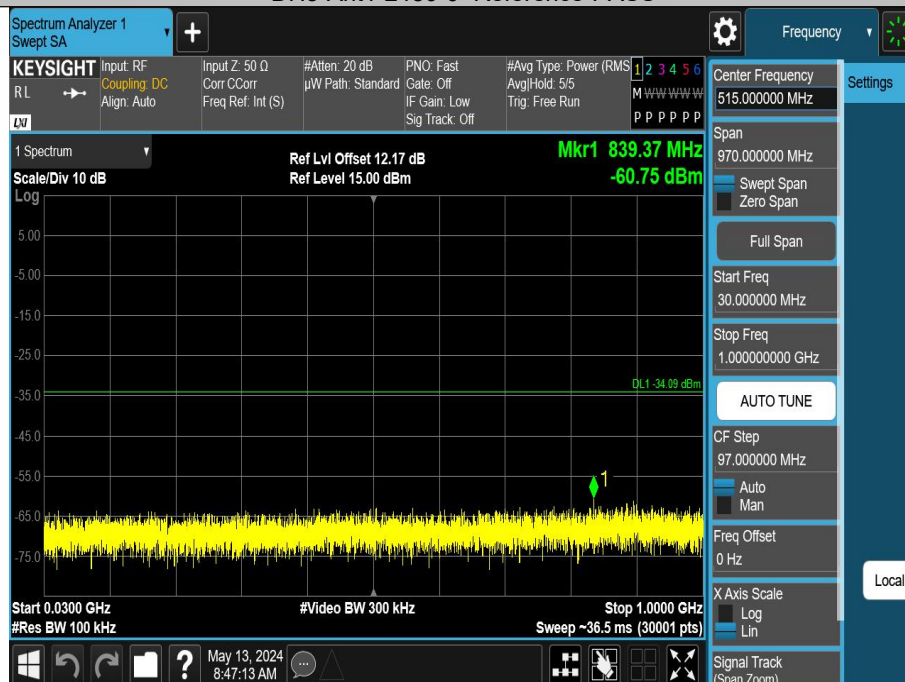 Spectrum Analyzer 1
Swept SA
Frequency
KEYSIGHT
RL
LXI
Input: RF
Coupling: DC
Align: Auto
Input Z: 50 Ω
Corr CCorr
Freq Ref: Int (S)
#Atten: 20 dB
µW Path: Standard
PNO: Fast
Gate: Off
IF Gain: Low
Sig Track: Off
#Avg Type: Power (RMS
Avg|Hold: 5/5
Trig: Free Run
1 2 3 4 5 6
M W W W W W
P P P P P P
1 Spectrum
Scale/Div 10 dB
Ref Lvl Offset 12.17 dB
Ref Level 15.00 dBm
Mkr1 839.37 MHz
-60.75 dBm
Log
5.00
-5.00
-15.0
-25.0
-35.0
-45.0
-55.0
-65.0
-75.0
DL1 -34.09 dBm
1
Start 0.0300 GHz
#Res BW 100 kHz
#Video BW 300 kHz
Stop 1.0000 GHz
Sweep ~36.5 ms (30001 pts)
May 13, 2024
8:47:13 AM
Center Frequency
515.000000 MHz
Span
970.000000 MHz
Swept Span
Zero Span
Full Span
Start Freq
30.000000 MHz
Stop Freq
1.000000000 GHz
AUTO TUNE
CF Step
97.000000 MHz
Auto
Man
Freq Offset
0 Hz
X Axis Scale
Log
Lin
Signal Track
(Span Zoom)
Settings
Local